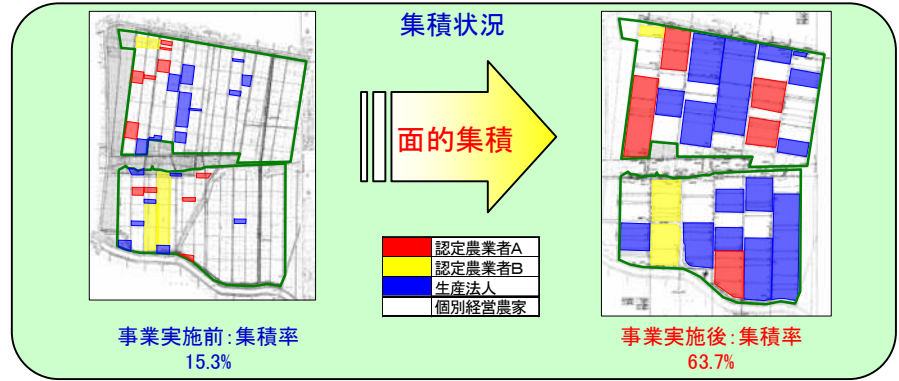 集積状況
面的集積
認定農業者A
認定農業者B
生産法人
個別経営農家
事業実施前:集積率
15.3%
事業実施後:集積率
63.7%